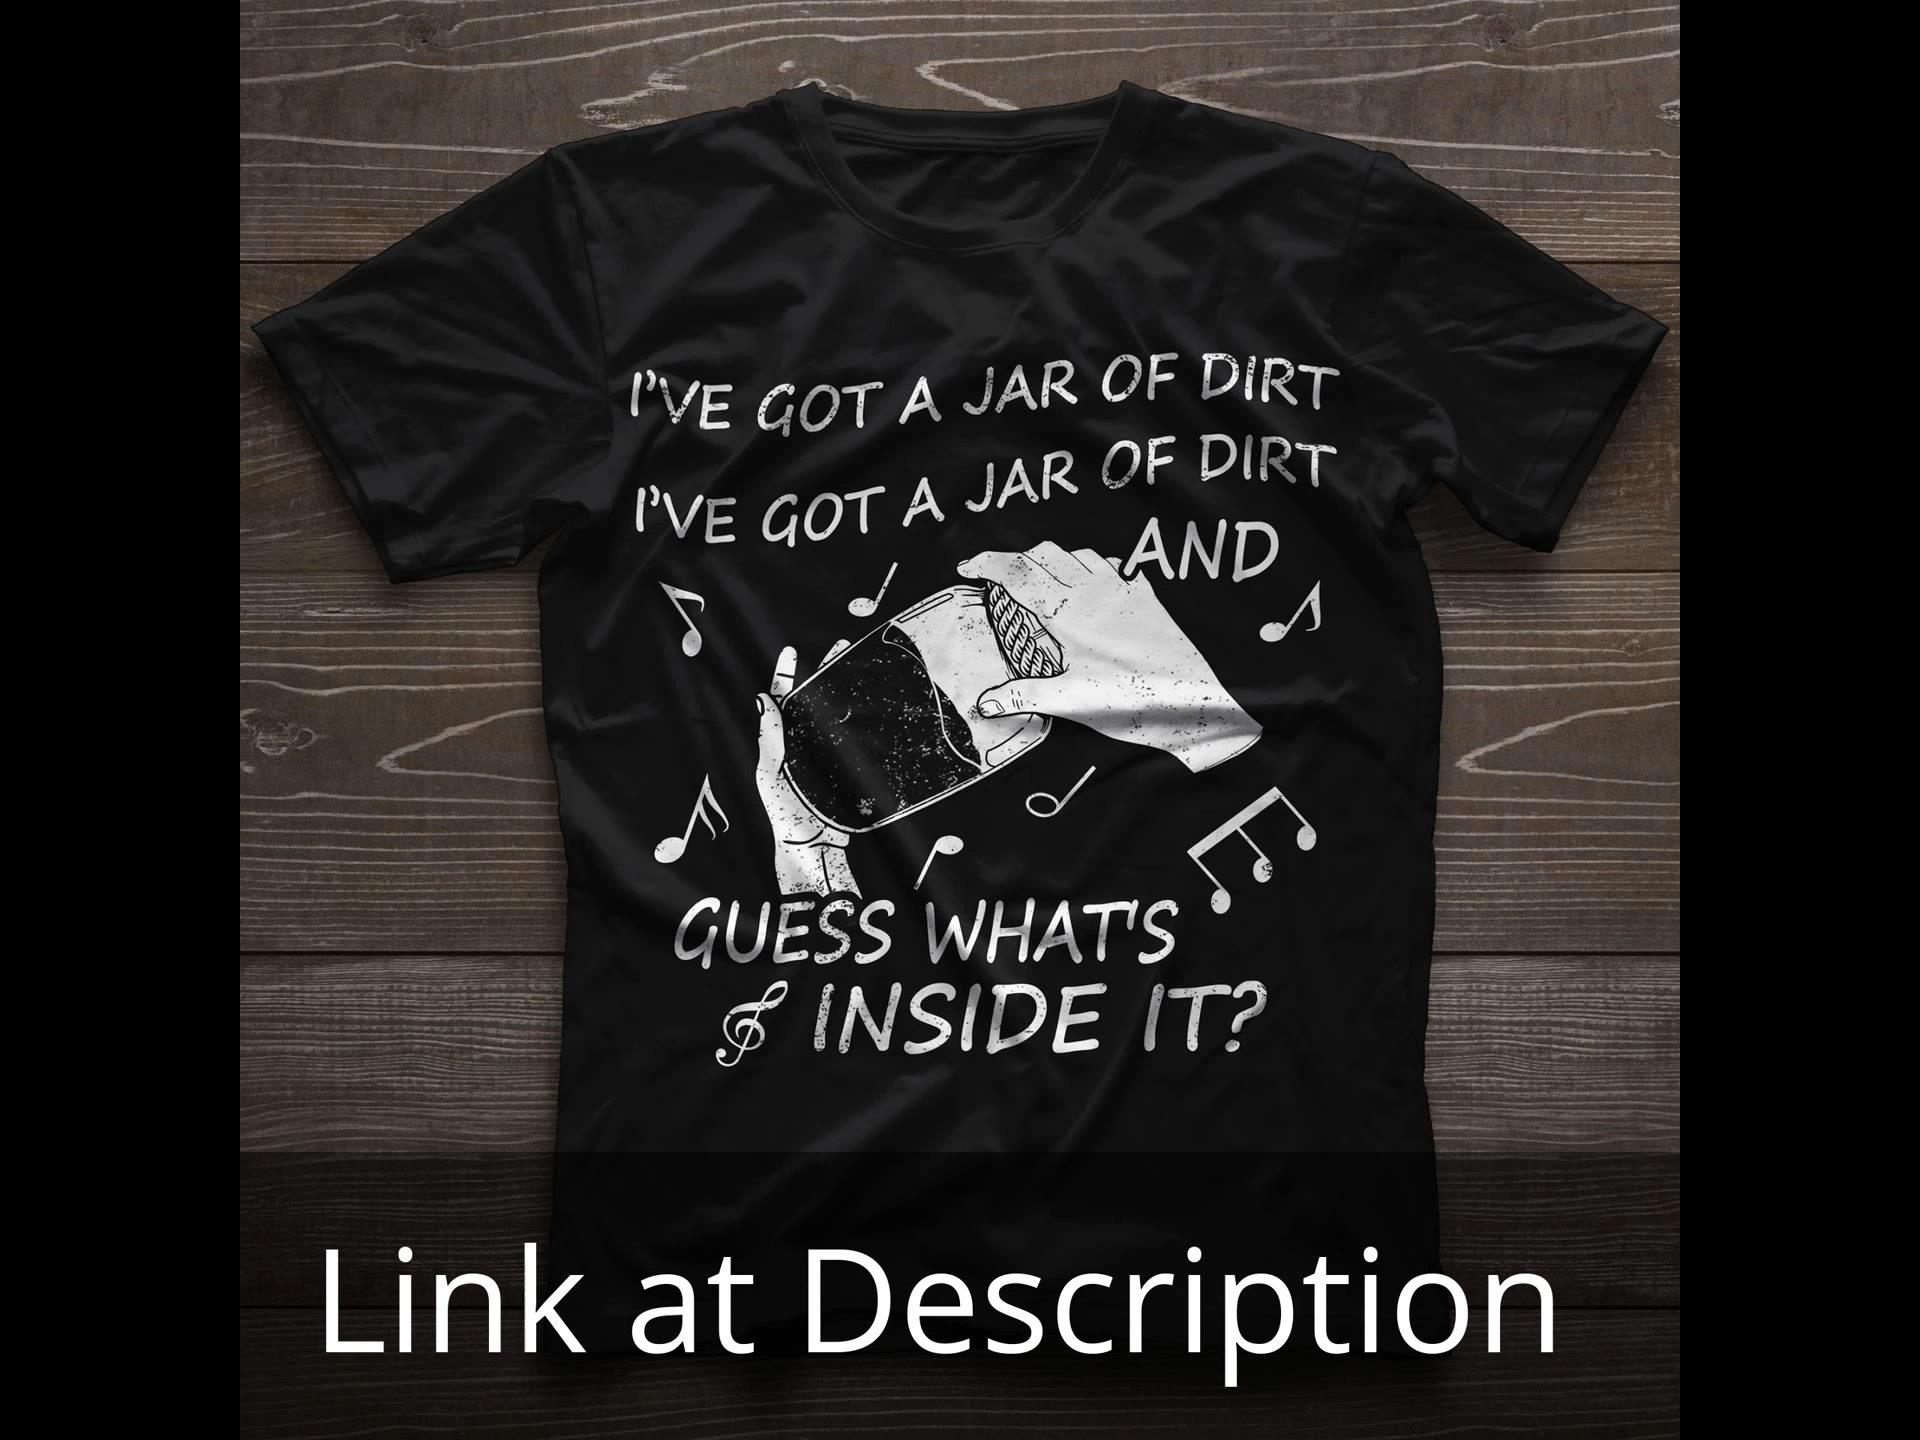 I'VE GOT A JAR OF DIRT
I'VE GOT A JAR OF DIRT
AND
GUESS WHAT'S
INSIDE IT?
Link at Description